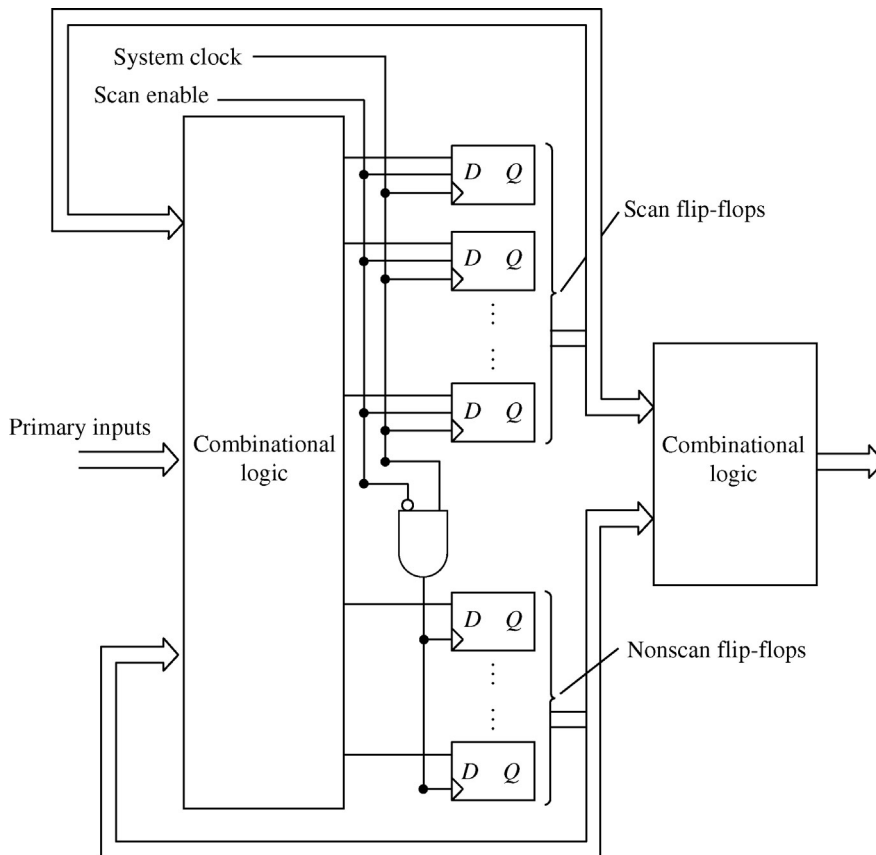 System clock
Scan enable
D Q
Scan flip-flops
D Q
D Q
Primary inputs
Combinational
logic
Combinational
logic
D Q
Nonscan flip-flops
D Q